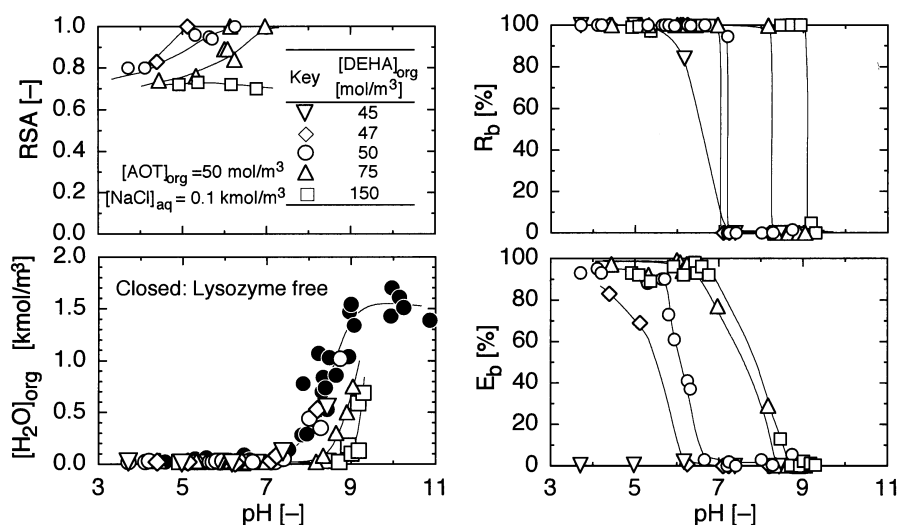 1.0
0.8
0.6
0.4
0.2
0.0
RSA [–]
Key
[DEHA]org
[mol/m³]
45
47
50
75
150
[AOT]org =50 mol/m³
[NaCl]aq = 0.1 kmol/m³
2.0
1.5
1.0
0.5
0.0
[H₂O]org [kmol/m³]
Closed: Lysozyme free
3 5 7 9 11
pH [–]
100
80
60
40
20
0
Rb [%]
100
80
60
40
20
0
Eb [%]
3 5 7 9 11
pH [–]